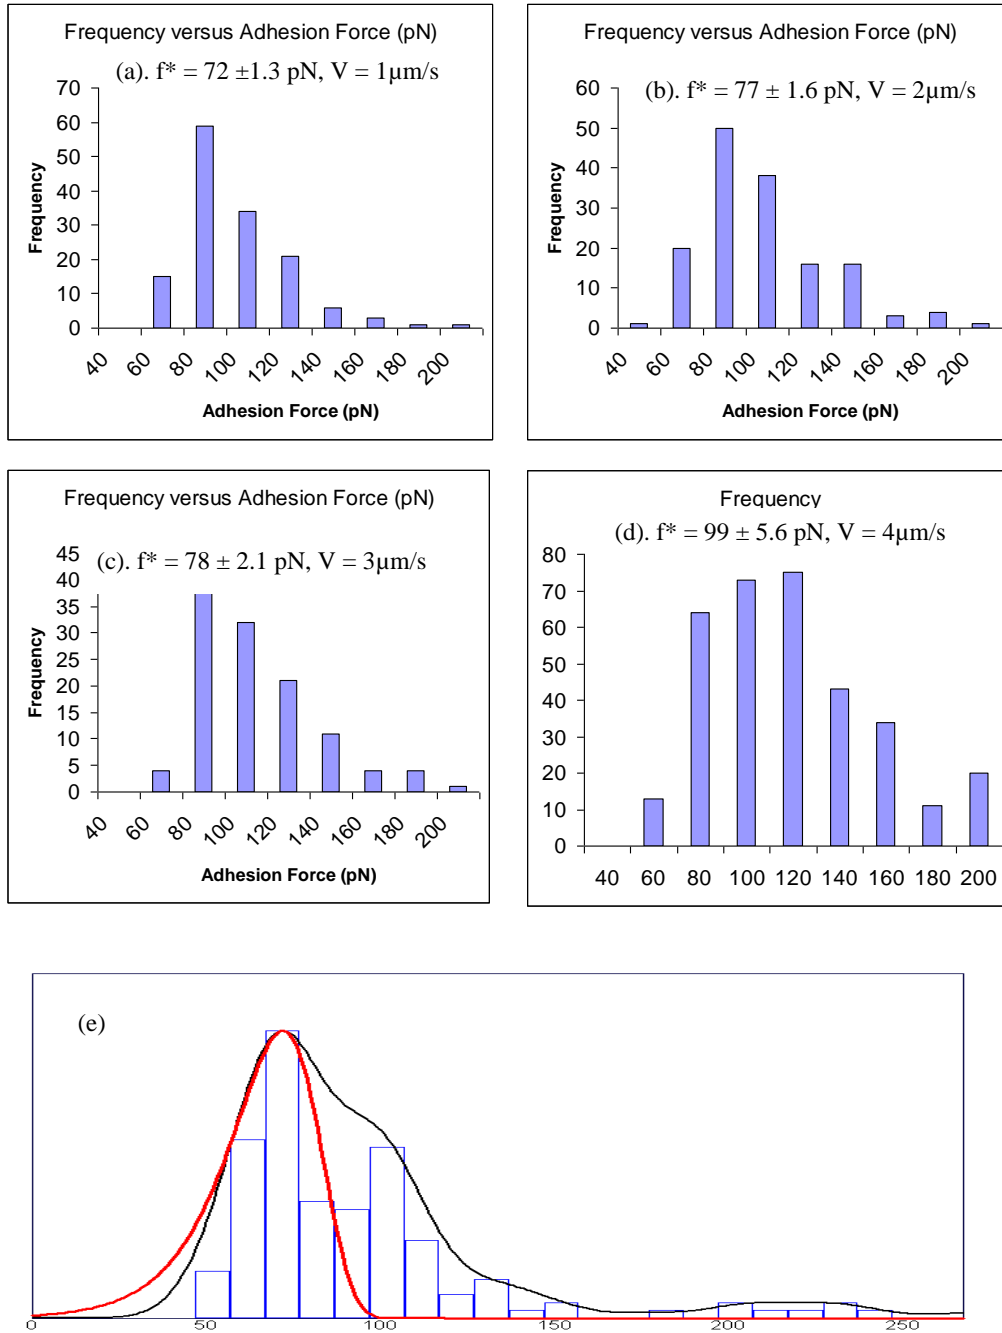 Frequency versus Adhesion Force (pN)
(a). f* = 72 ±1.3 pN, V = 1µm/s
70
60
50
40
30
20
10
0
Frequency
40 60 80 100 120 140 160 180 200
Adhesion Force (pN)
Frequency versus Adhesion Force (pN)
(b). f* = 77 ± 1.6 pN, V = 2µm/s
60
50
40
30
20
10
0
Frequency
40 60 80 100 120 140 160 180 200
Adhesion Force (pN)
Frequency versus Adhesion Force (pN)
(c). f* = 78 ± 2.1 pN, V = 3µm/s
45
40
35
30
25
20
15
10
5
0
Frequency
40 60 80 100 120 140 160 180 200
Adhesion Force (pN)
Frequency
(d). f* = 99 ± 5.6 pN, V = 4µm/s
80
70
60
50
40
30
20
10
0
40 60 80 100 120 140 160 180 200
(e)
0 50 100 150 200 250